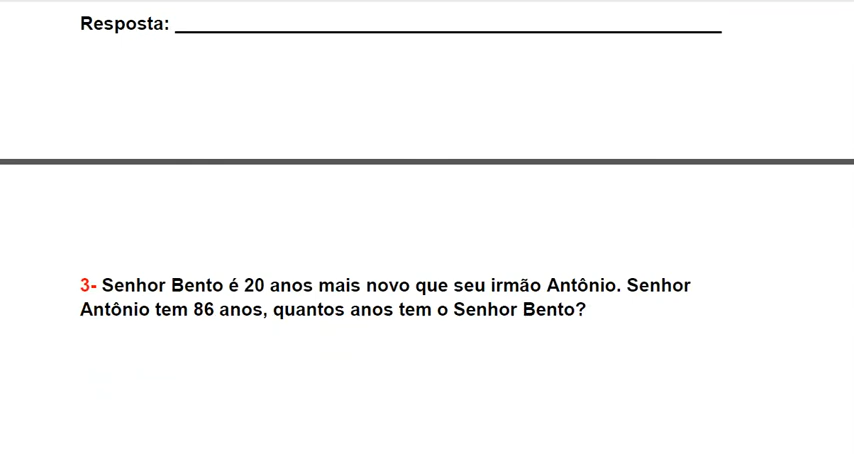 Resposta: ____________________________________________________
3- Senhor Bento é 20 anos mais novo que seu irmão Antônio. Senhor
Antônio tem 86 anos, quantos anos tem o Senhor Bento?